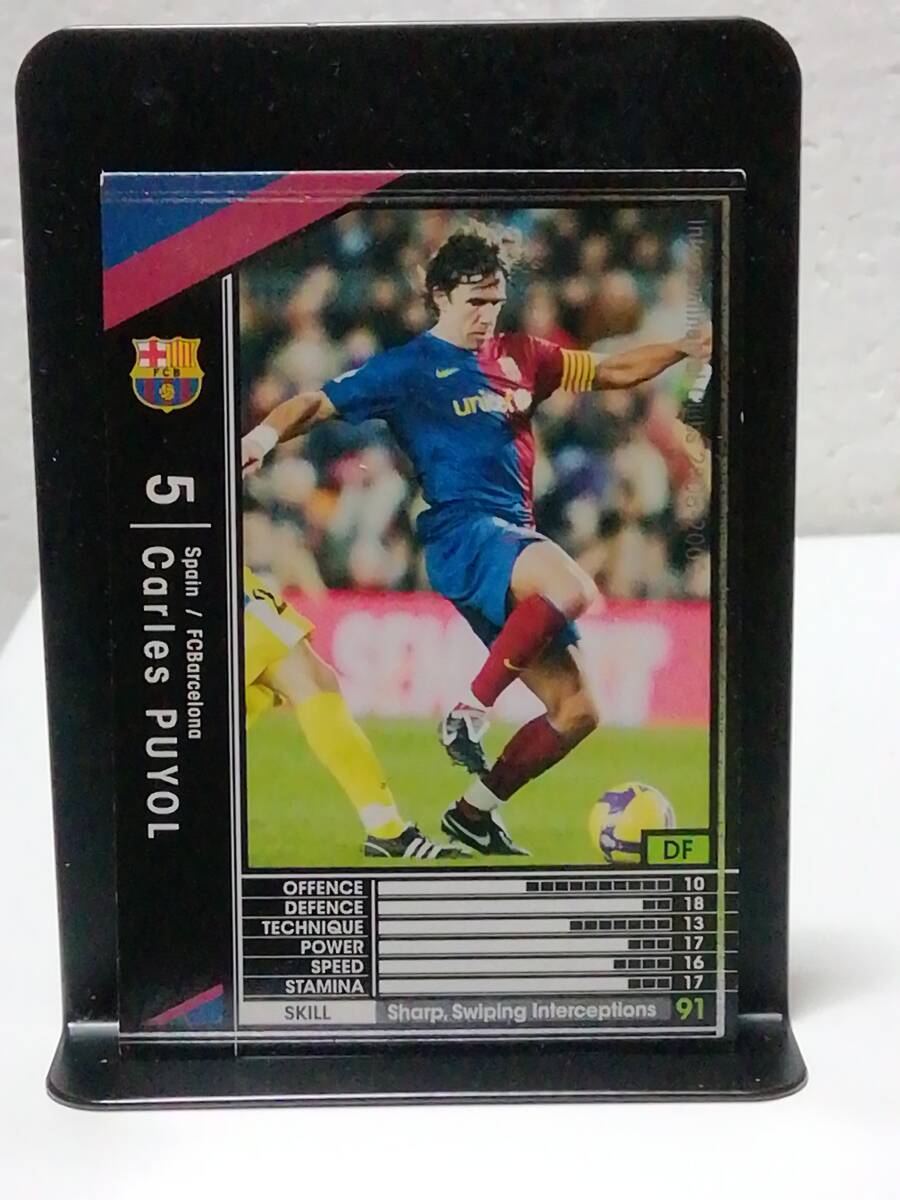 FCB
5
Spain / FCBarcelona
Carles PUYOL
DF
OFFENCE 10
DEFENCE 18
TECHNIQUE 13
POWER 17
SPEED 16
STAMINA 17
SKILL Sharp, Swiping Interceptions 91